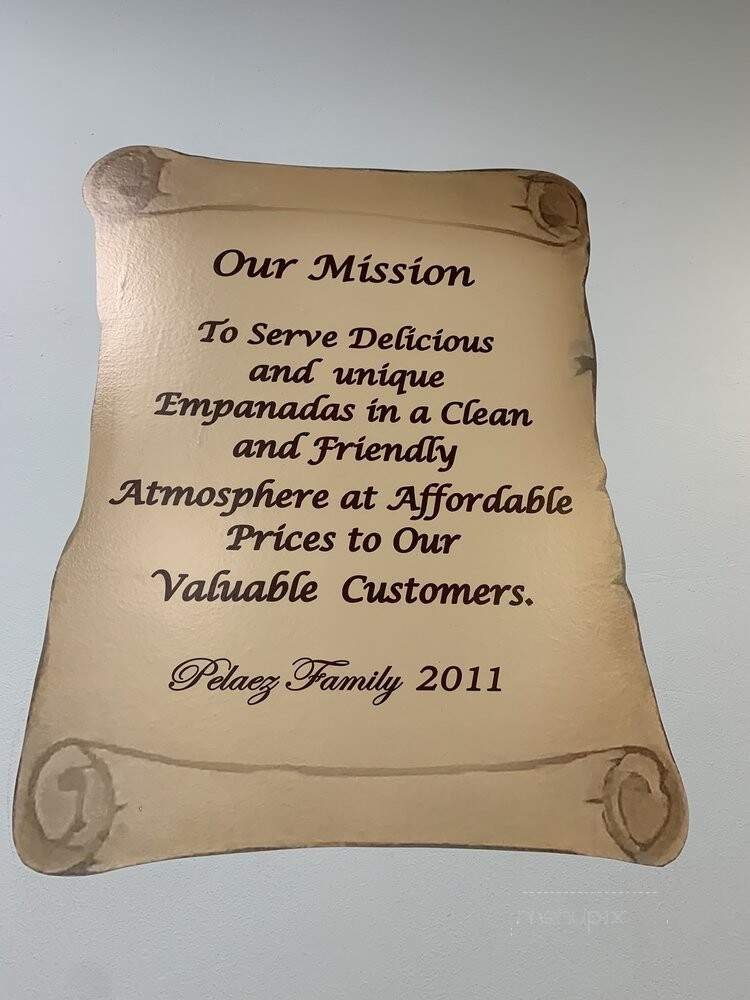 Our Mission
To Serve Delicious
and unique
Empanadas in a Clean
and Friendly
Atmosphere at Affordable
Prices to Our
Valuable Customers.
Pelaez Family 2011
menupix